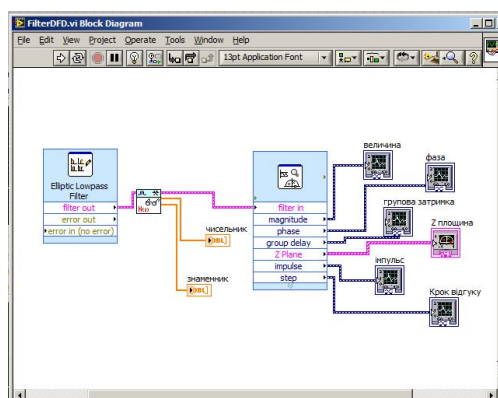 FilterDFD.vi Block Diagram
File Edit View Project Operate Tools Window Help
13pt Application Font
Elliptic Lowpass
Filter
filter out
error out
error in (no error)
чисельник
DBL]
знаменник
DBL]
filter in
magnitude
phase
group delay
Z Plane
impulse
step
величина
фаза
групова затримка
Z площина
імпульс
Крок відгуку